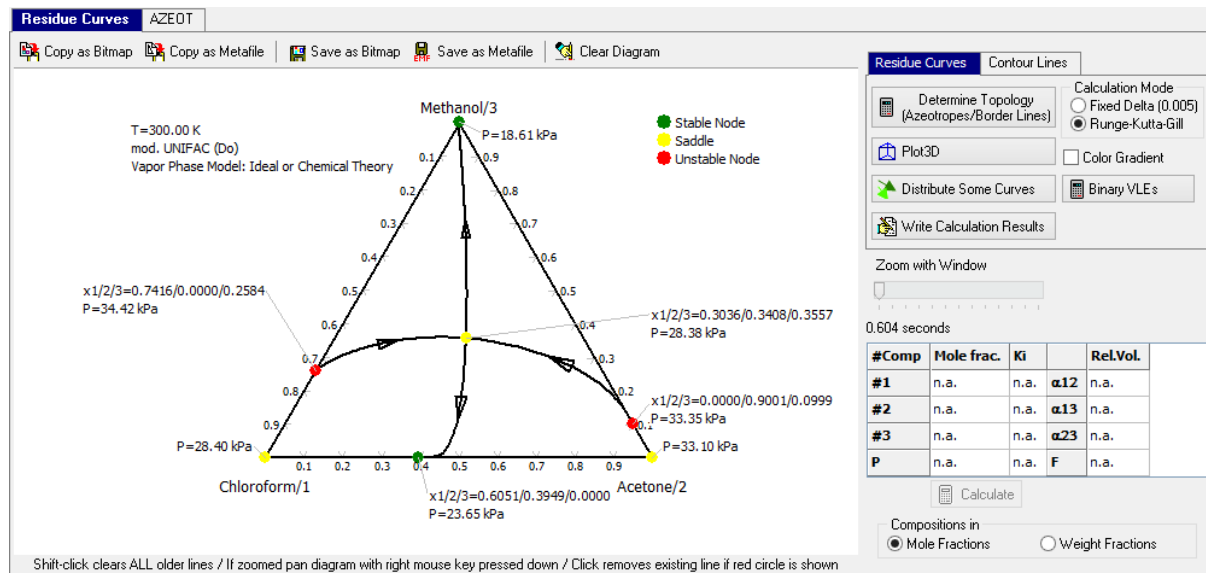 Residue Curves AZEOT
Copy as Bitmap Copy as Metafile Save as Bitmap Save as Metafile Clear Diagram
Methanol/3
T=300.00 K
mod. UNIFAC (Do)
Vapor Phase Model: Ideal or Chemical Theory
P=18.61 kPa
Stable Node
Saddle
Unstable Node
0.1 0.9
0.2 0.8
0.3 0.7
0.4
0.5 0.5
0.6 0.4
0.7 0.3
0.8 0.2
0.9 0.1
x1/2/3=0.7416/0.0000/0.2584
P=34.42 kPa
x1/2/3=0.3036/0.3408/0.3557
P=28.38 kPa
x1/2/3=0.0000/0.9001/0.0999
P=33.35 kPa
P=28.40 kPa
P=33.10 kPa
0.1 0.2 0.3 0.4 0.5 0.6 0.7 0.8 0.9
Chloroform/1
Acetone/2
x1/2/3=0.6051/0.3949/0.0000
P=23.65 kPa
Shift-click clears ALL older lines / If zoomed pan diagram with right mouse key pressed down / Click removes existing line if red circle is shown
Residue Curves Contour Lines
Determine Topology
(Azeotropes/Border Lines)
Calculation Mode
Fixed Delta (0.005)
Runge-Kutta-Gill
Plot3D
Color Gradient
Distribute Some Curves
Binary VLEs
Write Calculation Results
Zoom with Window
0.604 seconds
#Comp Mole frac. Ki Rel.Vol.
#1 n.a. n.a. α12 n.a.
#2 n.a. n.a. α13 n.a.
#3 n.a. n.a. α23 n.a.
P n.a. n.a. F n.a.
Calculate
Compositions in
Mole Fractions Weight Fractions